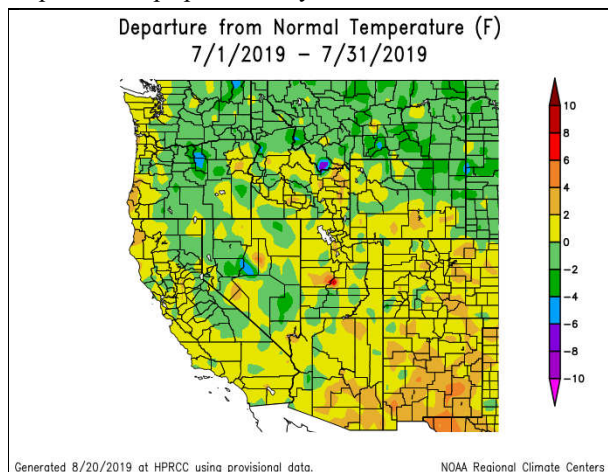 Departure from Normal Temperature (F)
7/1/2019 – 7/31/2019
10
8
6
4
2
0
−2
−4
−6
−8
−10
Generated 8/20/2019 at HPRCC using provisional data.
NOAA Regional Climate Centers